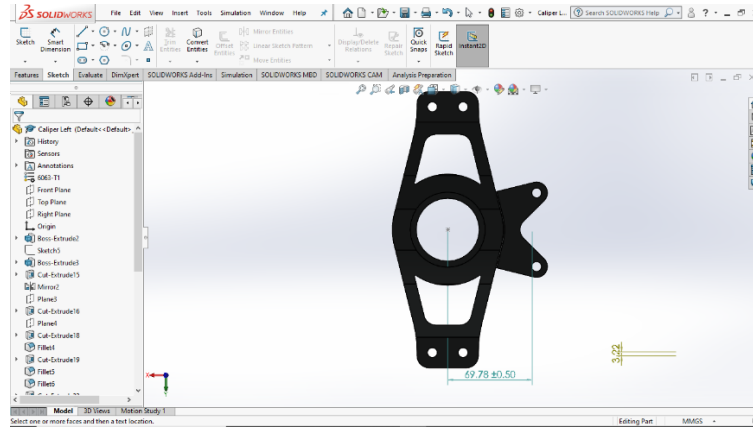 SOLIDWORKS File Edit View Insert Tools Simulation Window Help Caliper L... Search SOLIDWORKS Help
Sketch Smart Dimension Trim Entities Convert Entities Offset Entities Mirror Entities Linear Sketch Pattern Move Entities Display/Delete Relations Repair Sketch Quick Snaps Rapid Sketch Instant2D
Features Sketch Evaluate DimXpert SOLIDWORKS Add-Ins Simulation SOLIDWORKS MBD SOLIDWORKS CAM Analysis Preparation
Caliper Left (Default<<Default>_
History
Sensors
Annotations
6063-T1
Front Plane
Top Plane
Right Plane
Origin
Boss-Extrude2
Sketch5
Boss-Extrude3
Cut-Extrude15
Mirror2
Plane3
Cut-Extrude16
Plane4
Cut-Extrude18
Fillet4
Cut-Extrude19
Fillet5
Fillet6
69.78 ±0.50
3.22
Model 3D Views Motion Study 1
Select one or more faces and then a text location. Editing Part MMGS